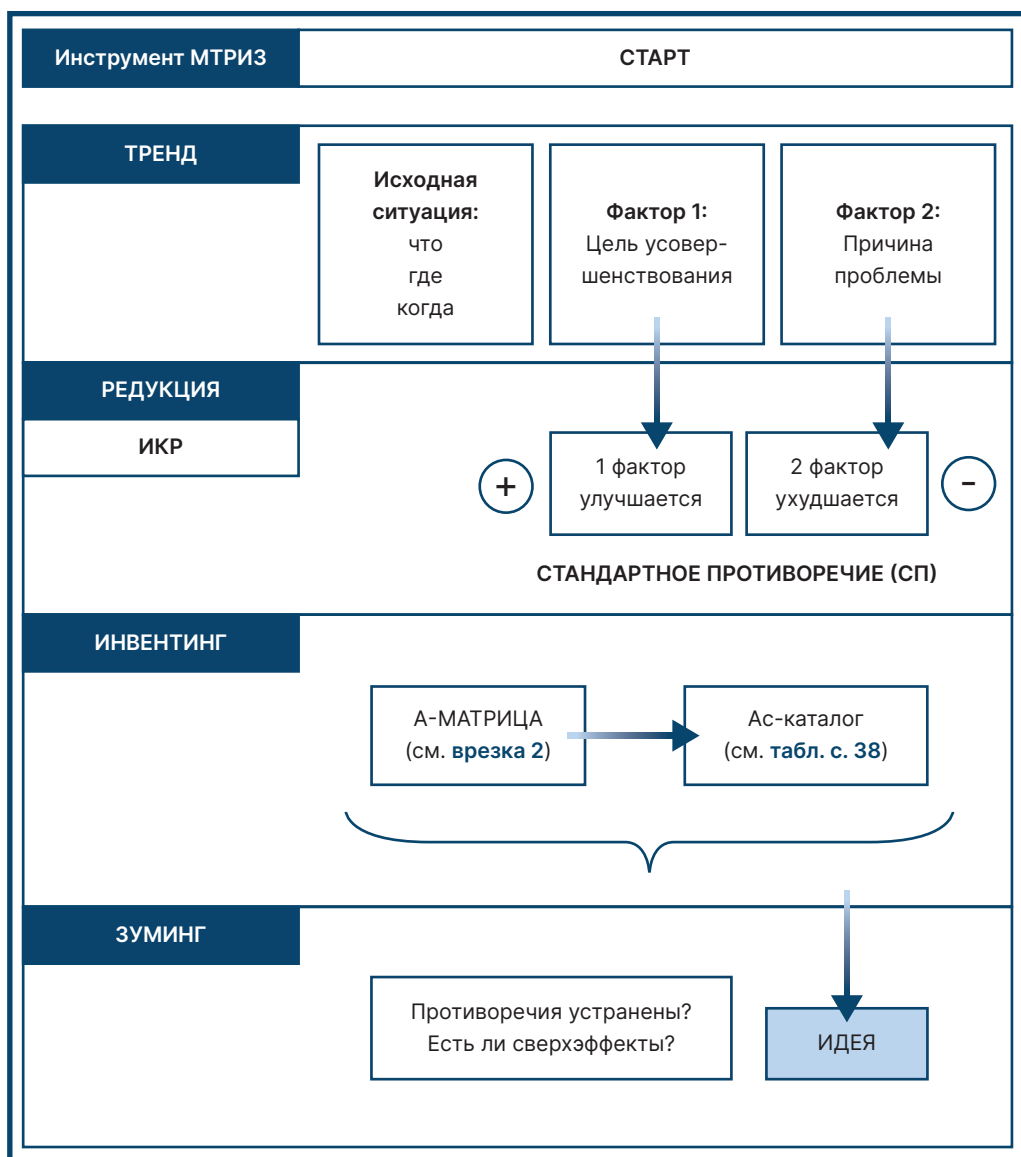 Инструмент МТРИЗ
СТАРТ
ТРЕНД
Исходная
ситуация:
что
где
когда
Фактор 1:
Цель усовер-
шенствования
Фактор 2:
Причина
проблемы
РЕДУКЦИЯ
ИКР
+
1 фактор
улучшается
2 фактор
ухудшается
-
СТАНДАРТНОЕ ПРОТИВОРЕЧИЕ (СП)
ИНВЕНТИНГ
А-МАТРИЦА
(см. врезка 2)
Ас-каталог
(см. табл. с. 38)
ЗУМИНГ
Противоречия устранены?
Есть ли сверхэффекты?
ИДЕЯ